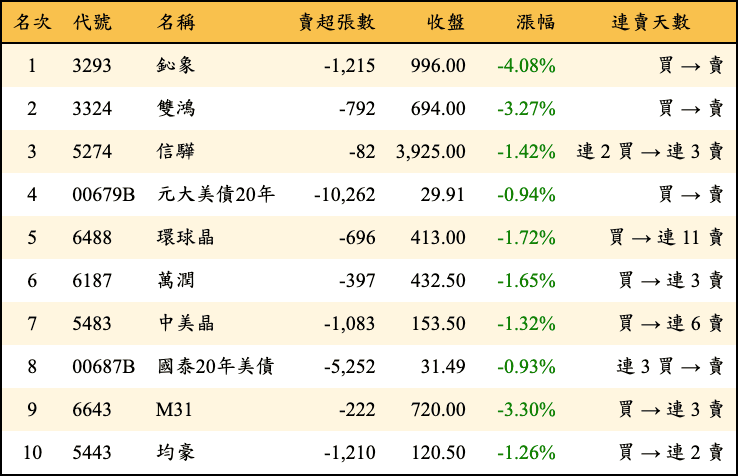 名次 代號 名稱 賣超張數 收盤 漲幅 連賣天數
1 3293 鈊象 -1,215 996.00 -4.08% 買 → 賣
2 3324 雙鴻 -792 694.00 -3.27% 買 → 賣
3 5274 信驊 -82 3,925.00 -1.42% 連 2 買 → 連 3 賣
4 00679B 元大美債20年 -10,262 29.91 -0.94% 買 → 賣
5 6488 環球晶 -696 413.00 -1.72% 買 → 連 11 賣
6 6187 萬潤 -397 432.50 -1.65% 買 → 連 3 賣
7 5483 中美晶 -1,083 153.50 -1.32% 買 → 連 6 賣
8 00687B 國泰20年美債 -5,252 31.49 -0.93% 連 3 買 → 賣
9 6643 M31 -222 720.00 -3.30% 買 → 連 3 賣
10 5443 均豪 -1,210 120.50 -1.26% 買 → 連 2 賣